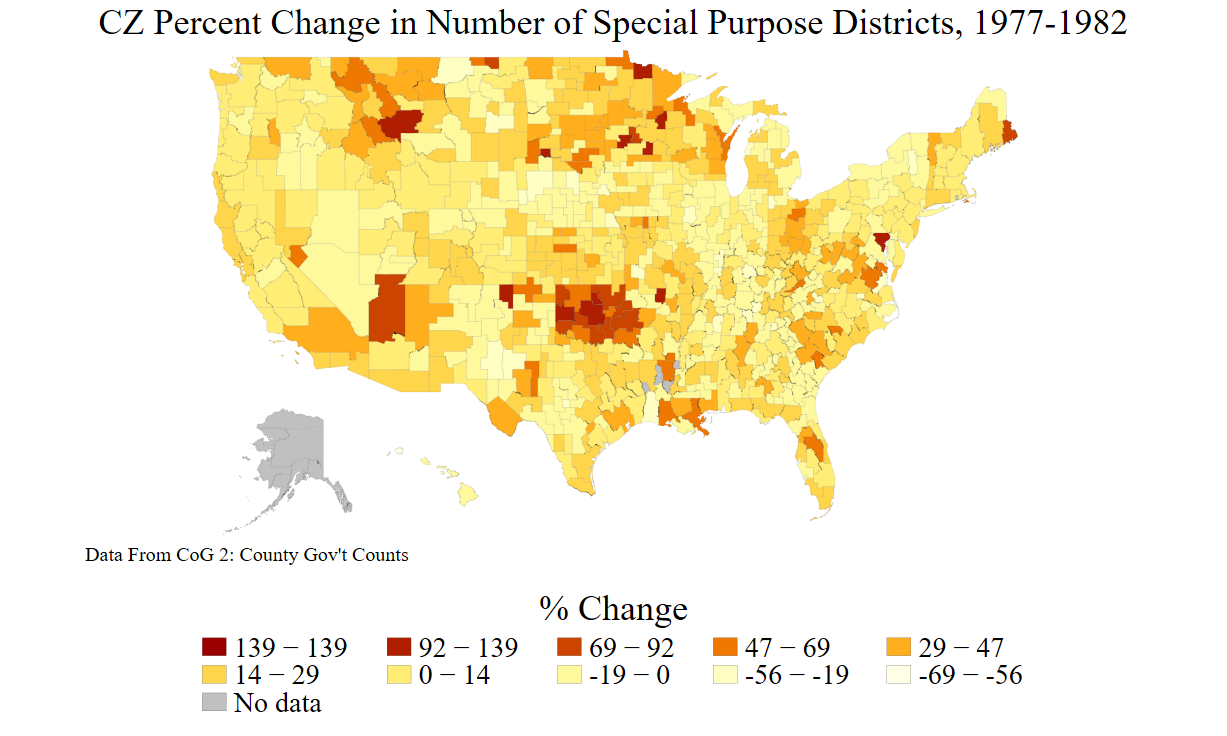 CZ Percent Change in Number of Special Purpose Districts, 1977-1982
Data From CoG 2: County Gov't Counts
% Change
139 − 139 92 − 139 69 − 92 47 − 69 29 − 47
14 − 29 0 − 14 -19 − 0 -56 − -19 -69 − -56
No data